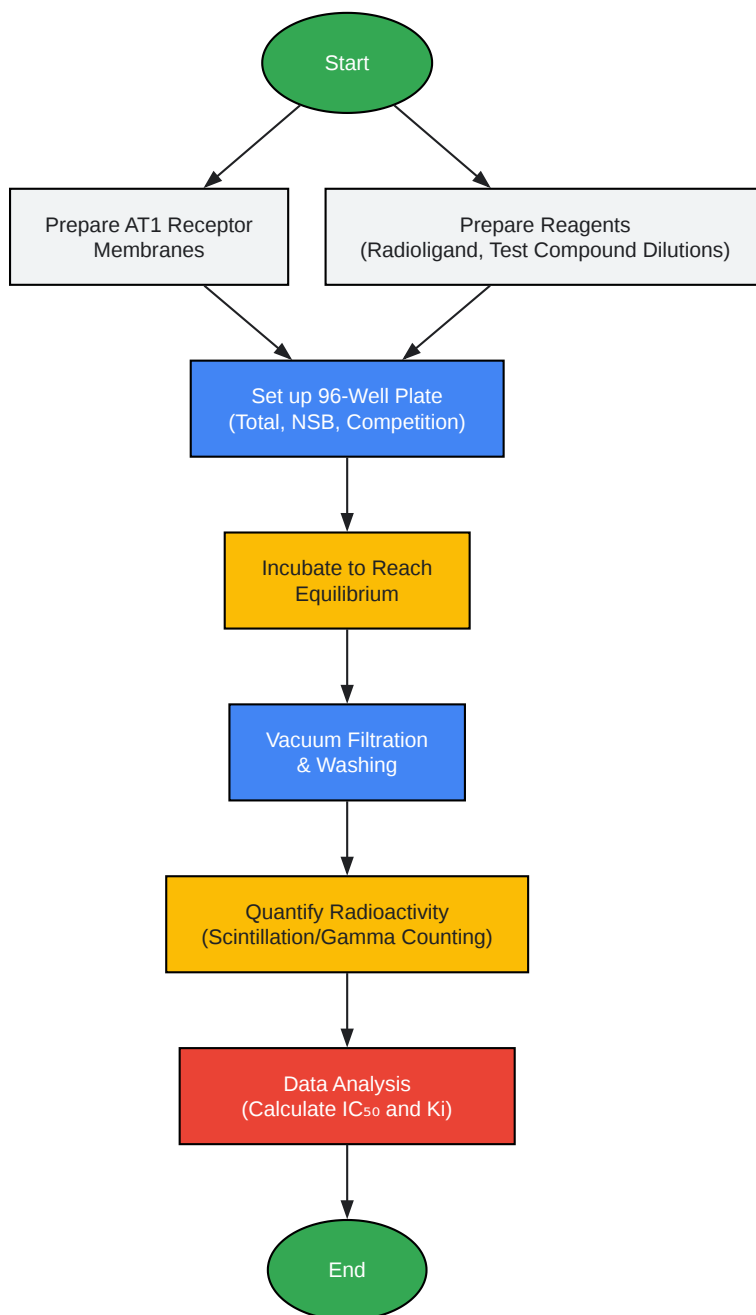 Start
Prepare AT1 Receptor
Membranes
Prepare Reagents
(Radioligand, Test Compound Dilutions)
Set up 96-Well Plate
(Total, NSB, Competition)
Incubate to Reach
Equilibrium
Vacuum Filtration
& Washing
Quantify Radioactivity
(Scintillation/Gamma Counting)
Data Analysis
(Calculate IC₅₀ and Ki)
End